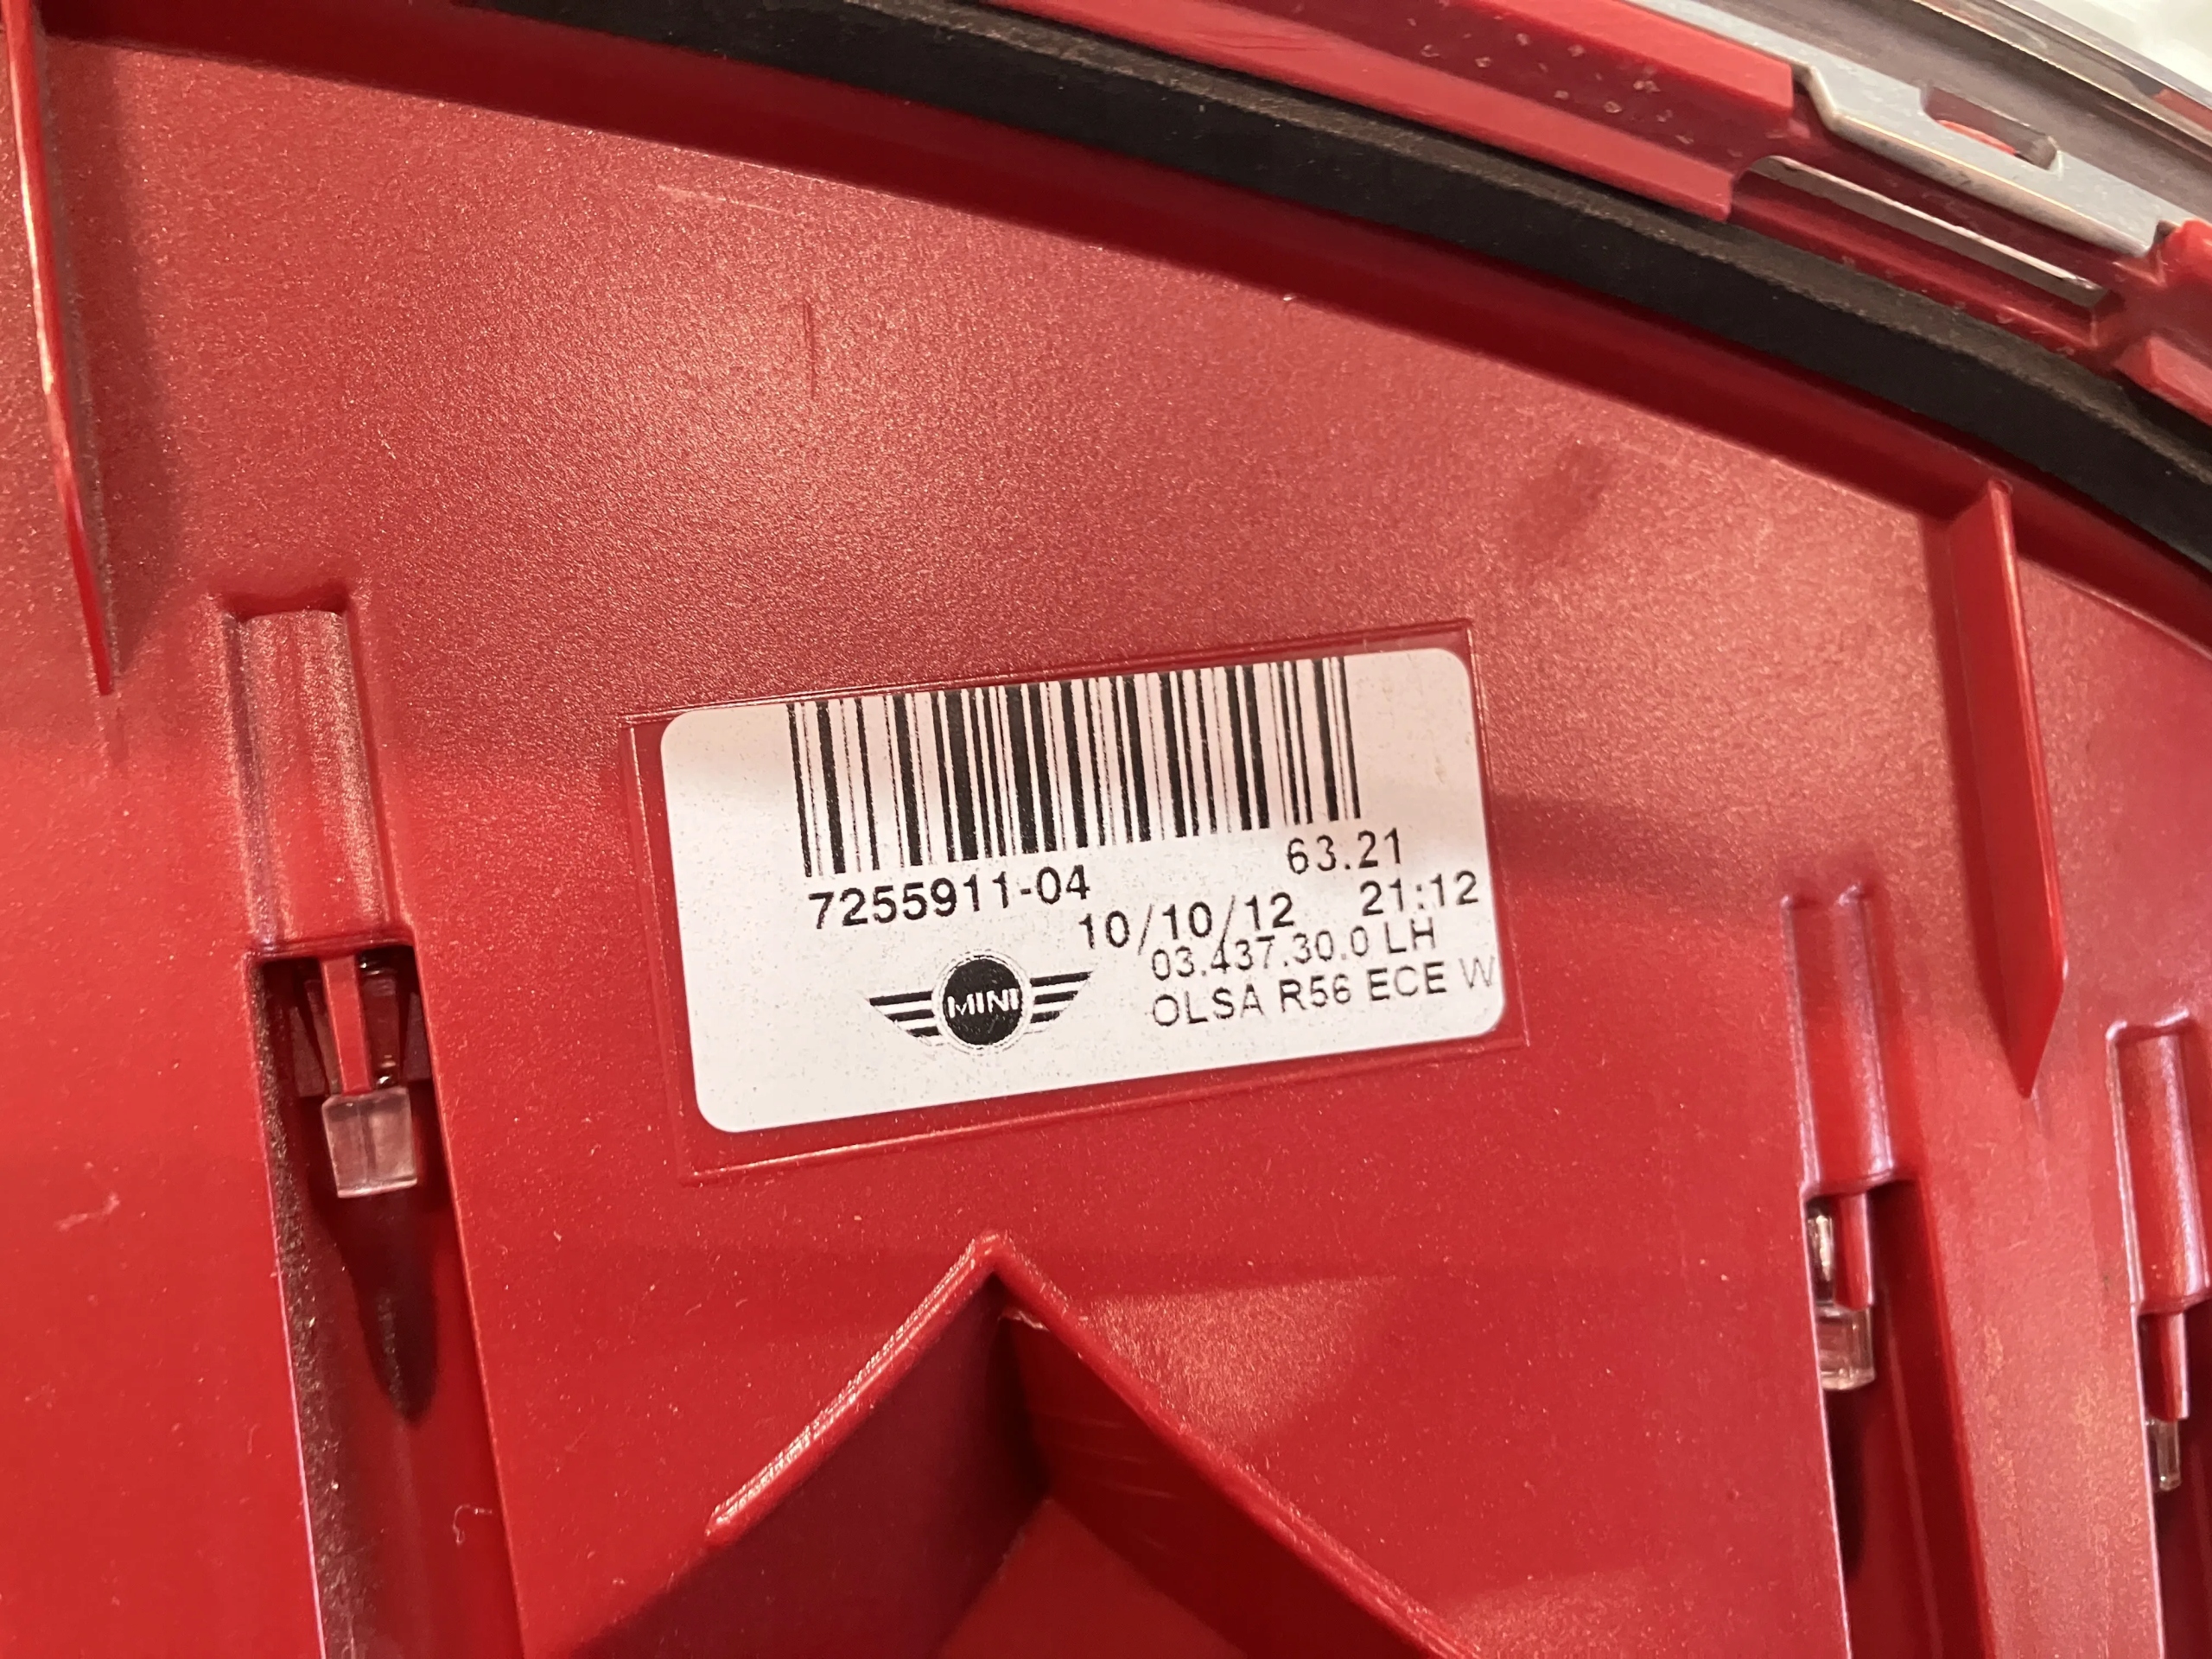 63.21
7255911-04
10/10/12 21:12
03.437.30.0 LH
OLSA R56 ECE W
MINI